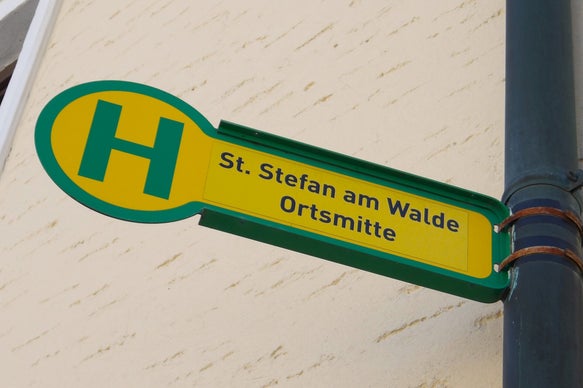 H
St. Stefan am Walde
Ortsmitte